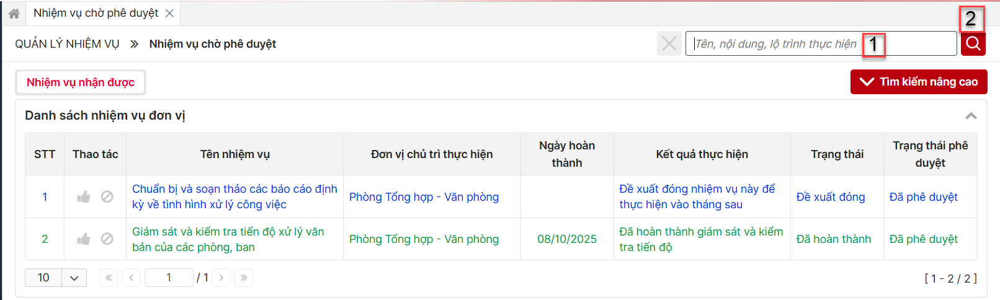 Nhiệm vụ chờ phê duyệt
2
QUẢN LÝ NHIỆM VỤ » Nhiệm vụ chờ phê duyệt
Tên, nội dung, lộ trình thực hiện
1
Nhiệm vụ nhận được
Tìm kiếm nâng cao
Danh sách nhiệm vụ đơn vị
STT
Thao tác
Tên nhiệm vụ
Đơn vị chủ trì thực hiện
Ngày hoàn
thành
Kết quả thực hiện
Trạng thái
Trạng thái phê
duyệt
1
Chuẩn bị và soạn thảo các báo cáo định
kỳ về tình hình xử lý công việc
Phòng Tổng hợp - Văn phòng
Đề xuất đóng nhiệm vụ này để
thực hiện vào tháng sau
Đề xuất đóng
Đã phê duyệt
2
Giám sát và kiểm tra tiến độ xử lý văn
bản của các phòng, ban
Phòng Tổng hợp - Văn phòng
08/10/2025
Đã hoàn thành giám sát và kiểm
tra tiến độ
Đã hoàn thành
Đã phê duyệt
10
« ‹ 1 / 1 › »
[ 1 - 2 / 2 ]